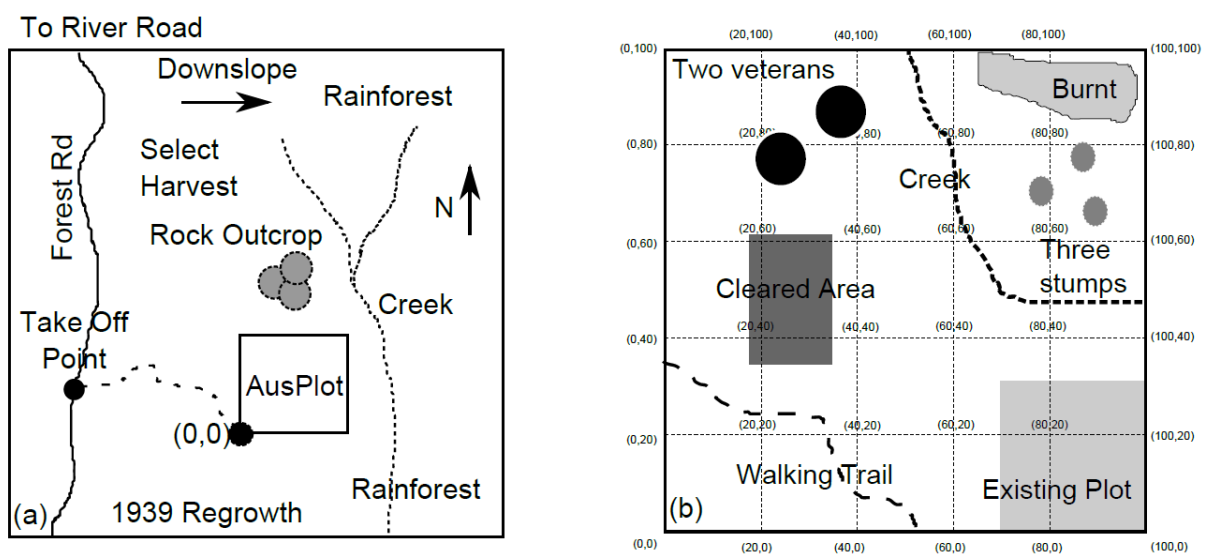 To River Road
Downslope
Rainforest
Select
Harvest
Forest Rd
N
Rock Outcrop
Creek
Take Off
Point
AusPlot
(0,0)
Rainforest
(a)
1939 Regrowth
(b)
(20,100)
(40,100)
(60,100)
(80,100)
(0,100)
(100,100)
Two veterans
Burnt
(0,80)
(20,80)
(40,80)
(60,80)
(80,80)
(100,80)
Creek
(0,60)
(20,60)
(40,60)
(60,60)
(80,60)
(100,60)
Three
stumps
Cleared Area
(0,40)
(20,40)
(40,40)
(60,40)
(80,40)
(100,40)
(0,20)
(20,20)
(40,20)
(60,20)
(80,20)
(100,20)
Walking Trail
Existing Plot
(b)
(0,0)
(20,0)
(40,0)
(60,0)
(80,0)
(100,0)